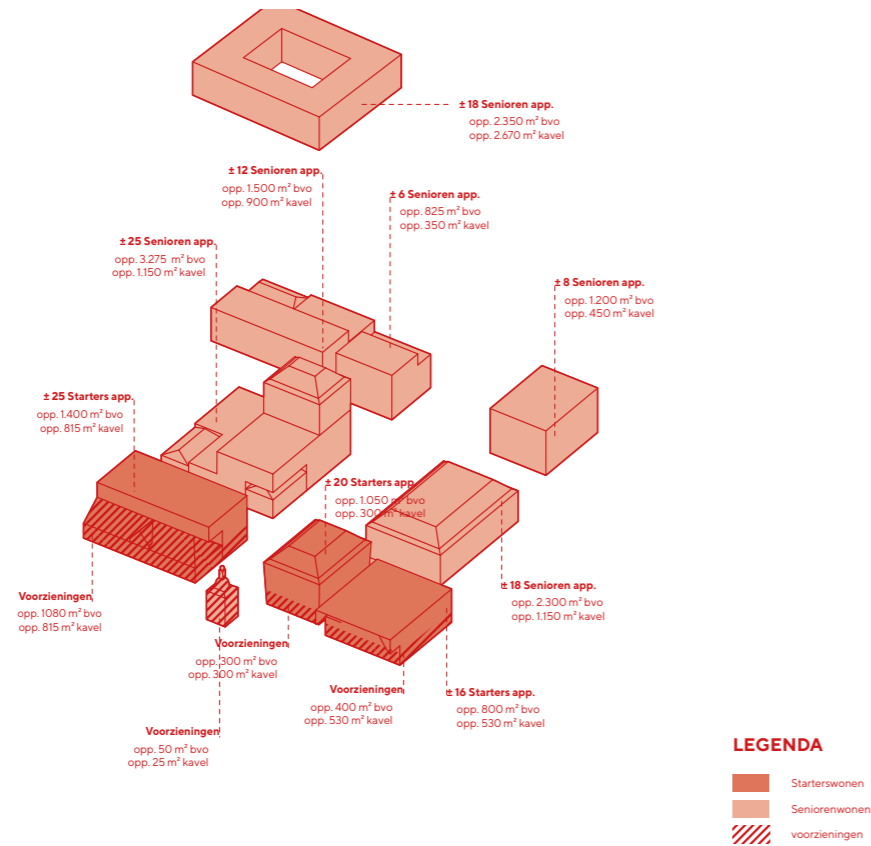 ± 18 Senioren app.
opp. 2.350 m² bvo
opp. 2.670 m² kavel
± 12 Senioren app.
opp. 1.500 m² bvo
opp. 900 m² kavel
± 6 Senioren app.
opp. 825 m² bvo
opp. 350 m² kavel
± 25 Senioren app.
opp. 3.275 m² bvo
opp. 1.150 m² kavel
± 8 Senioren app.
opp. 1.200 m² bvo
opp. 450 m² kavel
± 25 Starters app.
opp. 1.400 m² bvo
opp. 815 m² kavel
± 20 Starters app.
opp. 1.050 m² bvo
opp. 300 m² kavel
± 18 Senioren app.
opp. 2.300 m² bvo
opp. 1.150 m² kavel
Voorzieningen
opp. 1080 m² bvo
opp. 815 m² kavel
Voorzieningen
opp. 300 m² bvo
opp. 300 m² kavel
Voorzieningen
opp. 400 m² bvo
opp. 530 m² kavel
± 16 Starters app.
opp. 800 m² bvo
opp. 530 m² kavel
Voorzieningen
opp. 50 m² bvo
opp. 25 m² kavel
LEGENDA
Starterswonen
Seniorenwonen
voorzieningen